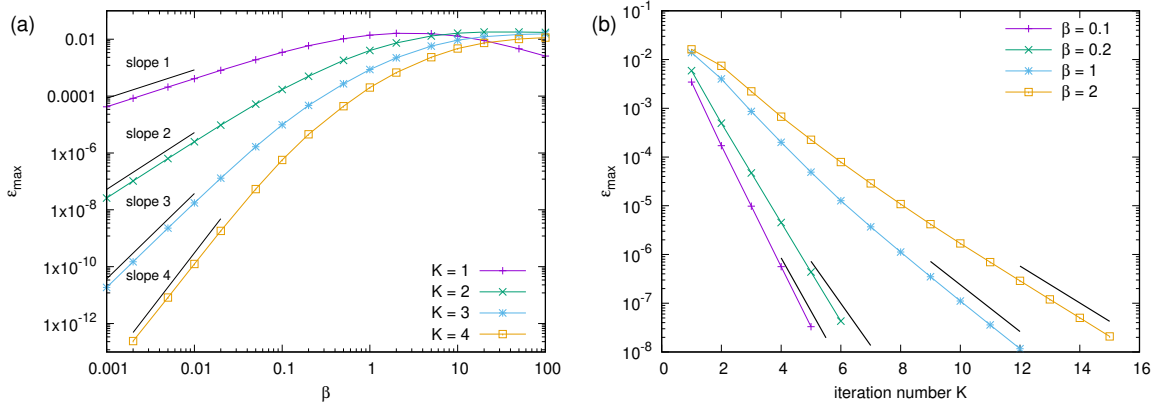 (a)
0.01
0.0001
1x10-6
1x10-8
1x10-10
1x10-12
εmax
slope 1
slope 2
slope 3
slope 4
K = 1
K = 2
K = 3
K = 4
0.001 0.01 0.1 1 10 100
β
(b)
10-1
10-2
10-3
10-4
10-5
10-6
10-7
10-8
εmax
β = 0.1
β = 0.2
β = 1
β = 2
0 2 4 6 8 10 12 14 16
iteration number K